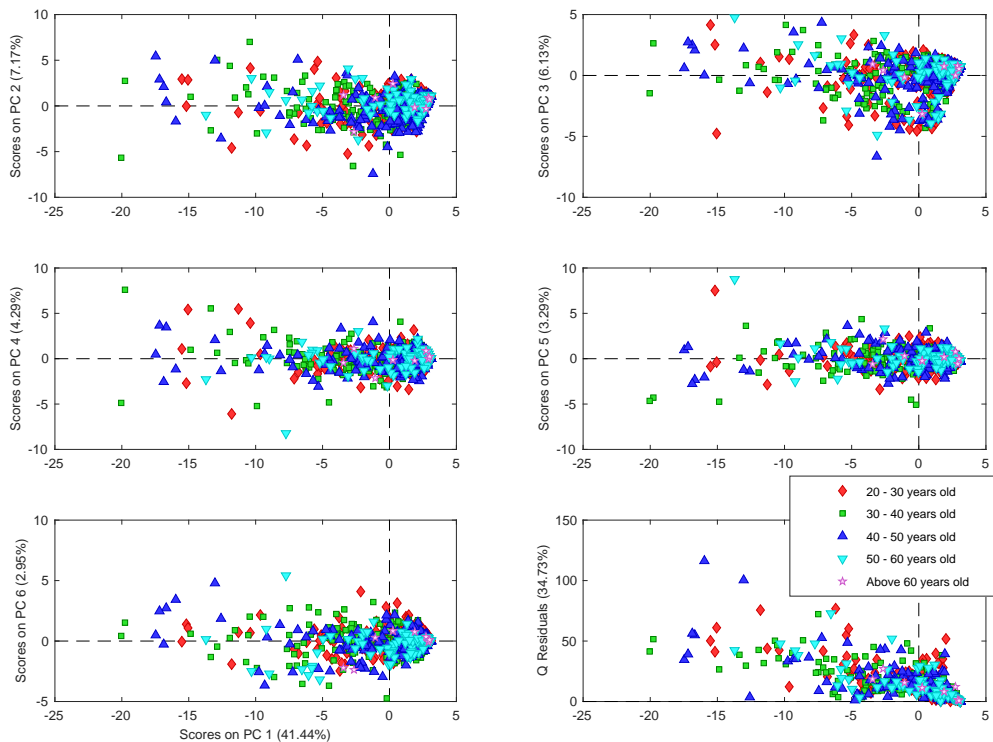 10
5
0
-5
-10
-25 -20 -15 -10 -5 0 5
Scores on PC 2 (7.17%)
5
0
-5
-10
-25 -20 -15 -10 -5 0 5
Scores on PC 3 (6.13%)
10
5
0
-5
-10
-25 -20 -15 -10 -5 0 5
Scores on PC 4 (4.29%)
10
5
0
-5
-10
-25 -20 -15 -10 -5 0 5
Scores on PC 5 (3.29%)
10
5
0
-5
-25 -20 -15 -10 -5 0 5
Scores on PC 6 (2.95%)
Scores on PC 1 (41.44%)
150
100
50
0
-25 -20 -15 -10 -5 0 5
Q Residuals (34.73%)
20 - 30 years old
30 - 40 years old
40 - 50 years old
50 - 60 years old
Above 60 years old